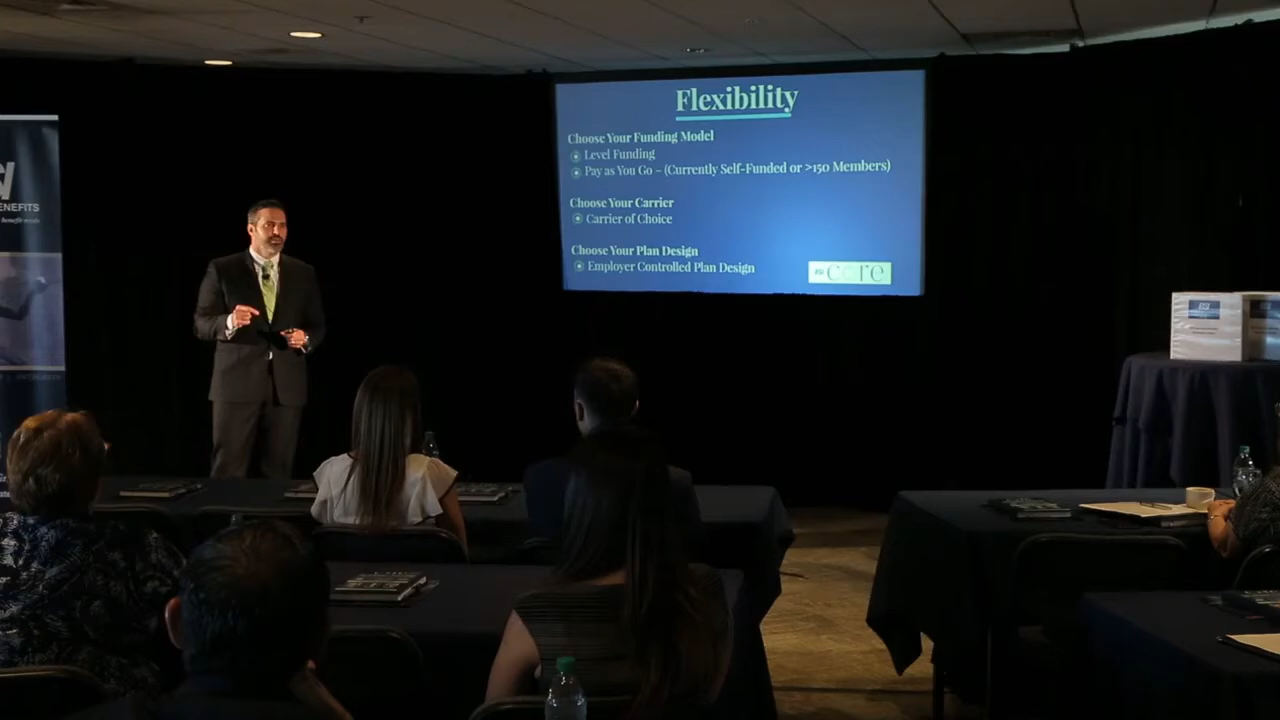 Flexibility
Choose Your Funding Model
Level Funding
Pay as You Go – (Currently Self-Funded or >150 Members)
Choose Your Carrier
Carrier of Choice
Choose Your Plan Design
Employer Controlled Plan Design
core
ENEFITS